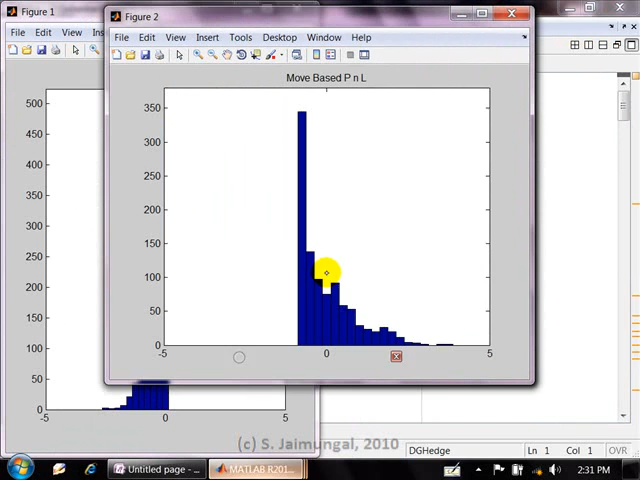 Figure 1
File Edit View Ins
500
450
400
350
300
250
200
150
100
50
0
-5 0 5
Figure 2
File Edit View Insert Tools Desktop Window Help
Move Based P n L
350
300
250
200
150
100
50
0
-5 0 5
(c) S. Jaimungal, 2010
DGHedge Ln 1 Col 1 OVR
Untitled page - ... MATLAB R201... 2:31 PM